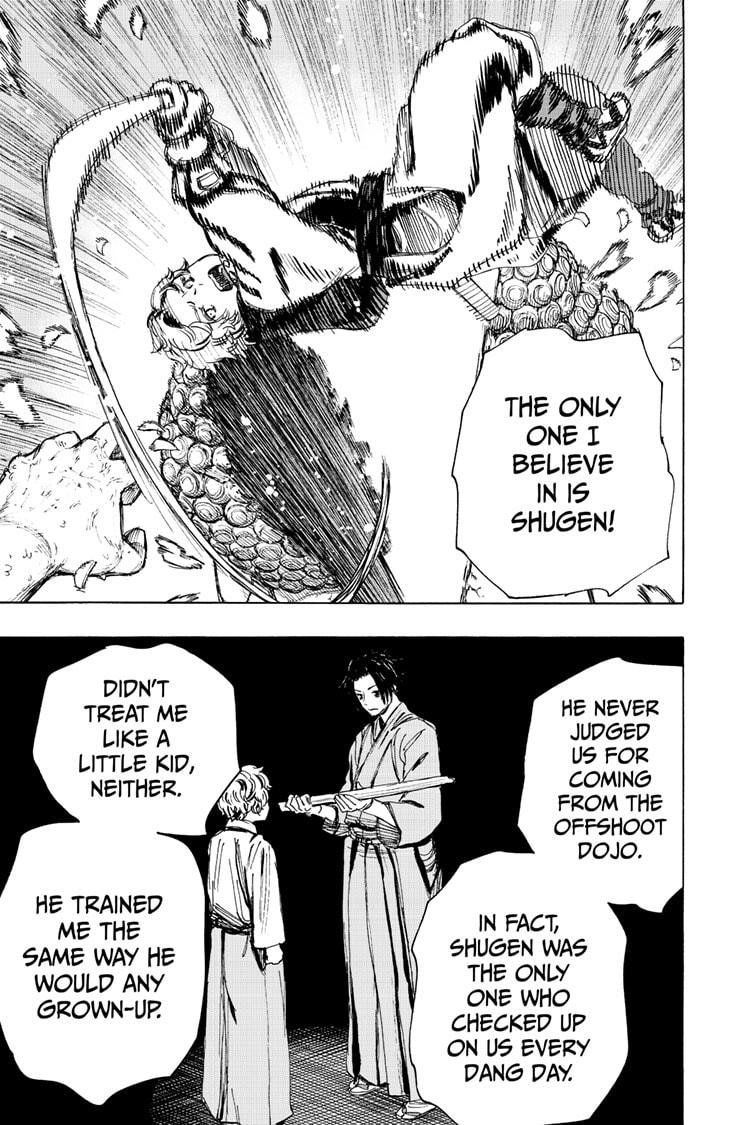 THE ONLY
ONE I
BELIEVE
IN IS
SHUGEN!
HE NEVER
JUDGED
US FOR
COMING
FROM THE
OFFSHOOT
DOJO.
IN FACT,
SHUGEN WAS
THE ONLY
ONE WHO
CHECKED UP
ON US EVERY
DANG DAY.
DIDN'T
TREAT ME
LIKE A
LITTLE KID,
NEITHER.
HE TRAINED
ME THE
SAME WAY HE
WOULD ANY
GROWN-UP.